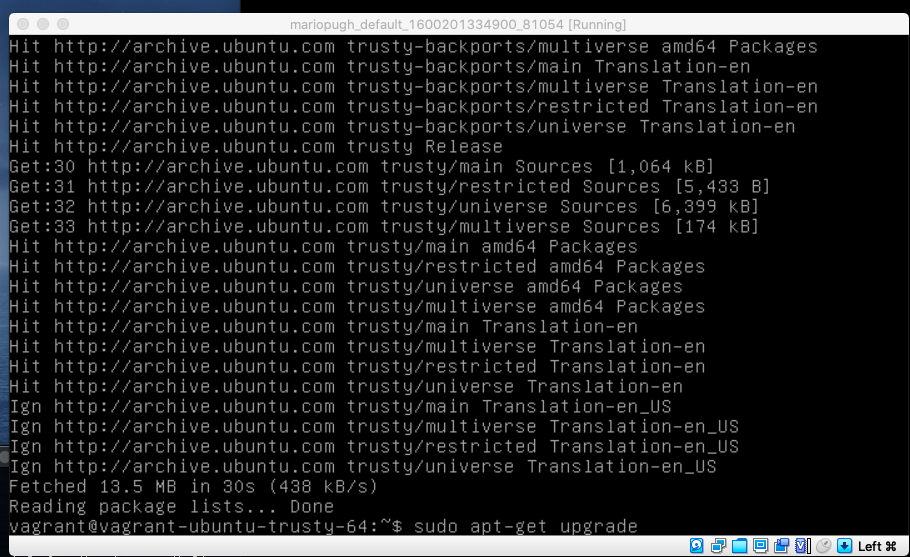 mariopugh_default_1600201334900_81054 [Running]
Hit http://archive.ubuntu.com trusty-backports/multiverse amd64 Packages
Hit http://archive.ubuntu.com trusty-backports/main Translation-en
Hit http://archive.ubuntu.com trusty-backports/multiverse Translation-en
Hit http://archive.ubuntu.com trusty-backports/restricted Translation-en
Hit http://archive.ubuntu.com trusty-backports/universe Translation-en
Hit http://archive.ubuntu.com trusty Release
Get:30 http://archive.ubuntu.com trusty/main Sources [1,064 kB]
Get:31 http://archive.ubuntu.com trusty/restricted Sources [5,433 B]
Get:32 http://archive.ubuntu.com trusty/universe Sources [6,399 kB]
Get:33 http://archive.ubuntu.com trusty/multiverse Sources [174 kB]
Hit http://archive.ubuntu.com trusty/main amd64 Packages
Hit http://archive.ubuntu.com trusty/restricted amd64 Packages
Hit http://archive.ubuntu.com trusty/universe amd64 Packages
Hit http://archive.ubuntu.com trusty/multiverse amd64 Packages
Hit http://archive.ubuntu.com trusty/main Translation-en
Hit http://archive.ubuntu.com trusty/multiverse Translation-en
Hit http://archive.ubuntu.com trusty/restricted Translation-en
Hit http://archive.ubuntu.com trusty/universe Translation-en
Ign http://archive.ubuntu.com trusty/main Translation-en_US
Ign http://archive.ubuntu.com trusty/multiverse Translation-en_US
Ign http://archive.ubuntu.com trusty/restricted Translation-en_US
Ign http://archive.ubuntu.com trusty/universe Translation-en_US
Fetched 13.5 MB in 30s (438 kB/s)
Reading package lists... Done
vagrant@vagrant-ubuntu-trusty-64:~$ sudo apt-get upgrade
Left ⌘